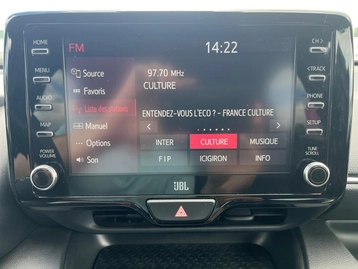 FM
14:22
HOME
MENU
AUDIO
MAP
POWER
VOLUME
Source
Favoris
Liste des stations
Manuel
Options
Son
97.70 MHz
CULTURE
ENTENDEZ-VOUS L'ECO ? - FRANCE CULTURE
INTER
CULTURE
MUSIQUE
FIP
ICIGIRON
INFO
CH >
< TRACK
PHONE
SETUP
TUNE
SCROLL
JBL